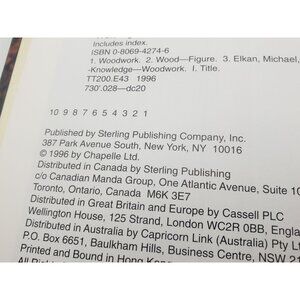 Includes index.
ISBN 0-8069-4274-6
1. Woodwork. 2. Wood—Figure. 3. Elkan, Michael,
-Knowledge—Woodwork. I. Title.
TT200.E43 1996
730'.028—dc20
10 9 8 7 6 5 4 3 2 1
Published by Sterling Publishing Company, Inc.
387 Park Avenue South, New York, NY 10016
© 1996 by Chapelle Ltd.
Distributed in Canada by Sterling Publishing
c/o Canadian Manda Group, One Atlantic Avenue, Suite 10
Toronto, Ontario, Canada M6K 3E7
Distributed in Great Britain and Europe by Cassell PLC
Wellington House, 125 Strand, London WC2R 0BB, Eng
Distributed in Australia by Capricorn Link (Australia) Pty L
P.O. Box 6651, Baulkham Hills, Business Centre, NSW 21
Printed and Bound in Hong Kong